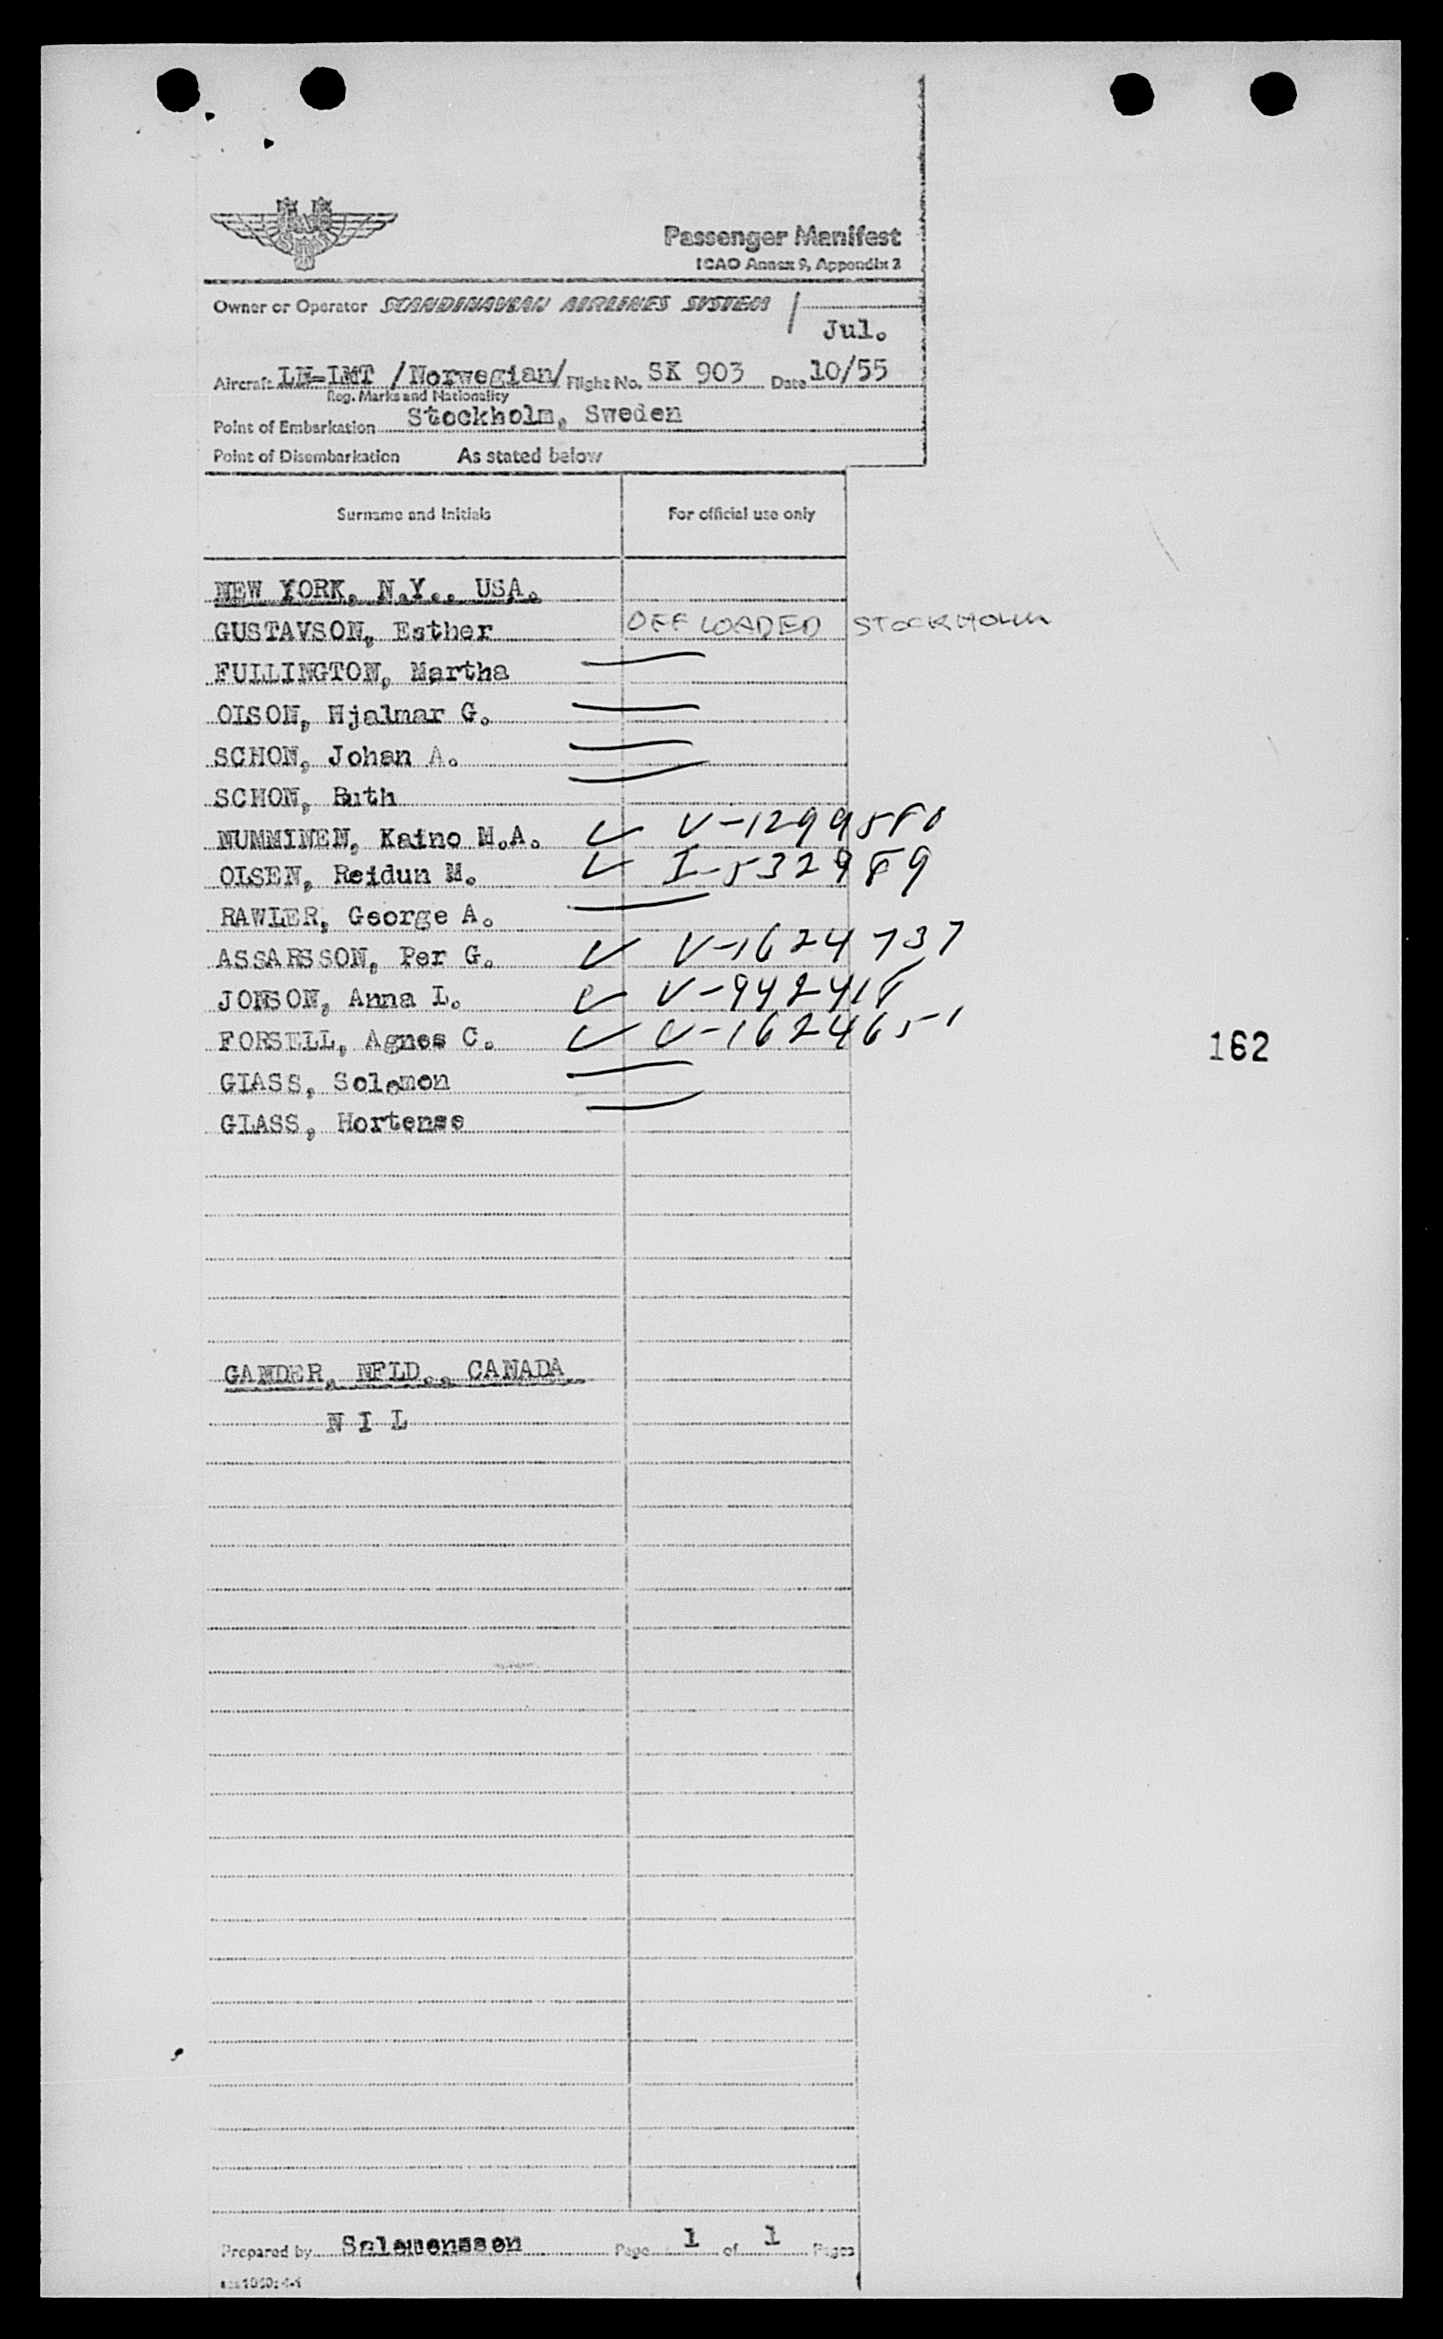 Passenger Manifest
ICAO Annex 9, Appendix 2
Owner or Operator SCANDINAVIAN AIRLINES SYSTEM
Jul.
Aircraft LN-LMT /Norwegian/ Flight No. SK 903 Date 10/55
Reg. Marks and Nationality
Point of Embarkation Stockholm, Sweden
Point of Disembarkation As stated below
Surname and Initials For official use only
NEW YORK, N.Y., USA.
GUSTAVSON, Esther OFF LOADED STOCKHOLM
FULLINGTON, Martha
OLSON, Hjalmar G.
SCHON, Johan A.
SCHON, Ruth
NUMMINEN, Kaino M.A. ✓ V-1299580
OLSEN, Reidun M. ✓ I-532989
RAWLER, George A.
ASSARSSON, Per G. ✓ V-1624737
JONSON, Anna L. ✓ V-942418
FORSELL, Agnes C. ✓ V-1624651
162
GLASS, Solomon
GLASS, Hortense
GANDER, NFLD., CANADA
N I L
Prepared by Salomonsson Page 1 of 1 Pages